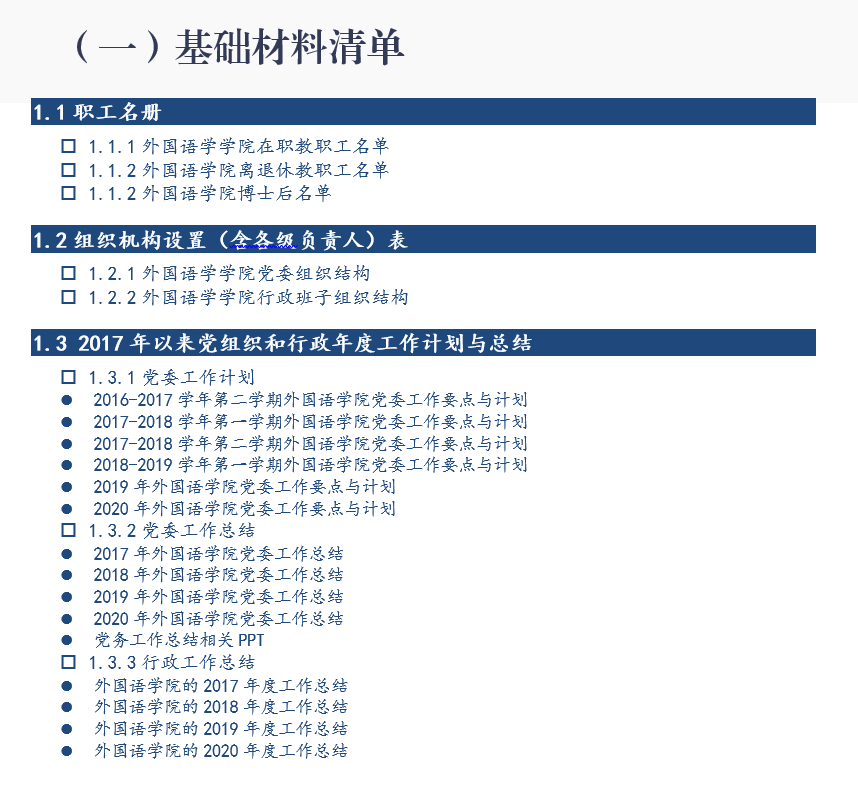 （一）基础材料清单
1.1 职工名册
1.1.1 外国语学学院在职教职工名单
1.1.2 外国语学院离退休教职工名单
1.1.2 外国语学院博士后名单
1.2 组织机构设置（含各级负责人）表
1.2.1 外国语学学院党委组织结构
1.2.2 外国语学学院行政班子组织结构
1.3 2017 年以来党组织和行政年度工作计划与总结
1.3.1 党委工作计划
2016-2017 学年第二学期外国语学院党委工作要点与计划
2017-2018 学年第一学期外国语学院党委工作要点与计划
2017-2018 学年第二学期外国语学院党委工作要点与计划
2018-2019 学年第一学期外国语学院党委工作要点与计划
2019 年外国语学院党委工作要点与计划
2020 年外国语学院党委工作要点与计划
1.3.2 党委工作总结
2017 年外国语学院党委工作总结
2018 年外国语学院党委工作总结
2019 年外国语学院党委工作总结
2020 年外国语学院党委工作总结
党务工作总结相关 PPT
1.3.3 行政工作总结
外国语学院的 2017 年度工作总结
外国语学院的 2018 年度工作总结
外国语学院的 2019 年度工作总结
外国语学院的 2020 年度工作总结